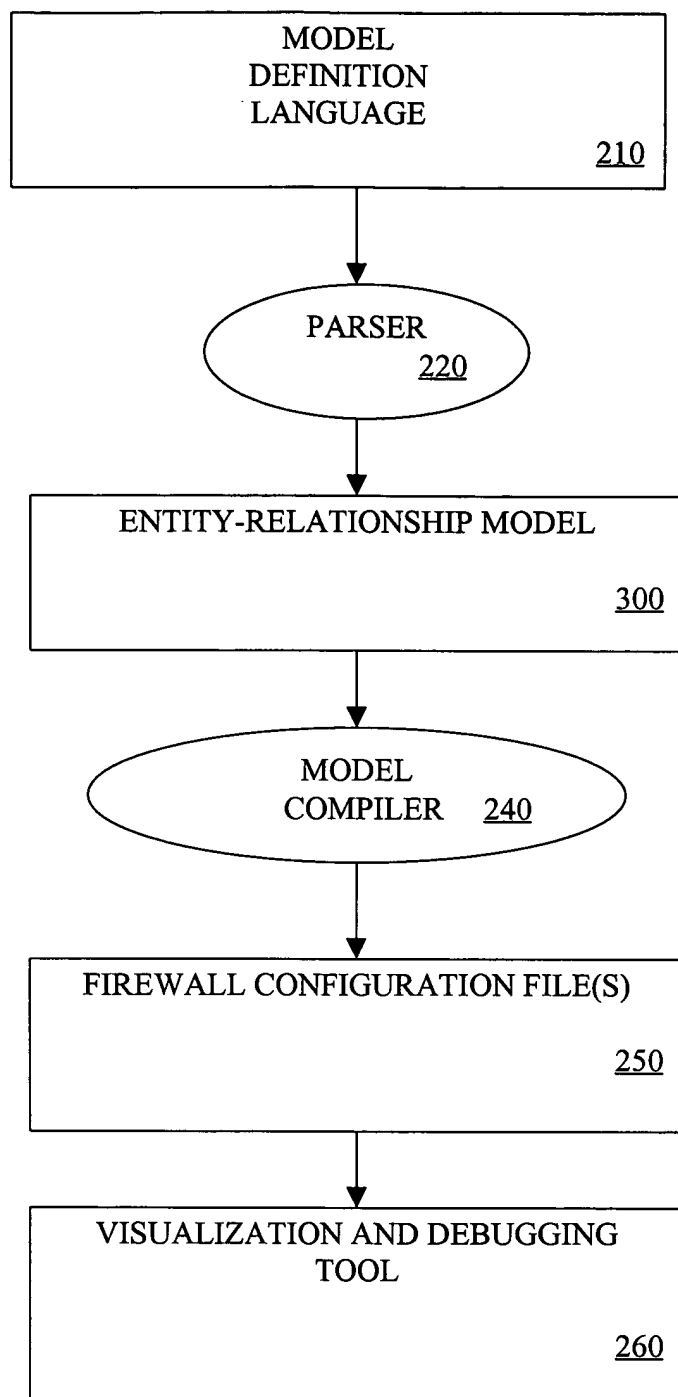 MODEL
DEFINITION
LANGUAGE
210
PARSER
220
ENTITY-RELATIONSHIP MODEL
300
MODEL
COMPILER 240
FIREWALL CONFIGURATION FILE(S)
250
VISUALIZATION AND DEBUGGING
TOOL
260